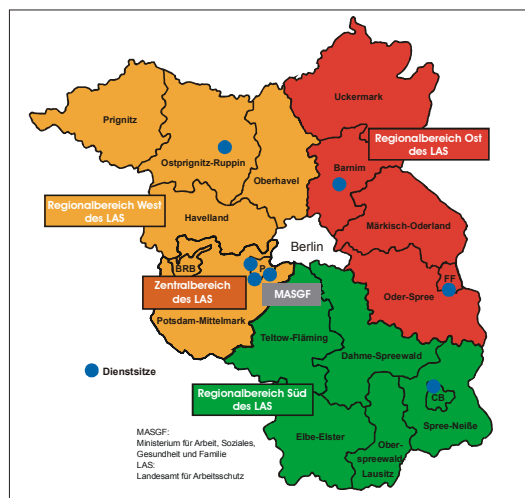 Uckermark
Prignitz
Regionalbereich Ost
des LAS
Ostprignitz-Ruppin
Barnim
Oberhavel
Regionalbereich West
des LAS
Havelland
Märkisch-Oderland
Berlin
BRB
P
FF
Zentralbereich
des LAS
MASGF
Oder-Spree
Potsdam-Mittelmark
Teltow-Fläming
Dahme-Spreewald
Dienstsitze
Regionalbereich Süd
des LAS
CB
Spree-Neiße
MASGF:
Ministerium für Arbeit, Soziales,
Gesundheit und Familie
LAS:
Landesamt für Arbeitsschutz
Elbe-Elster
Ober-
spreewald
Lausitz